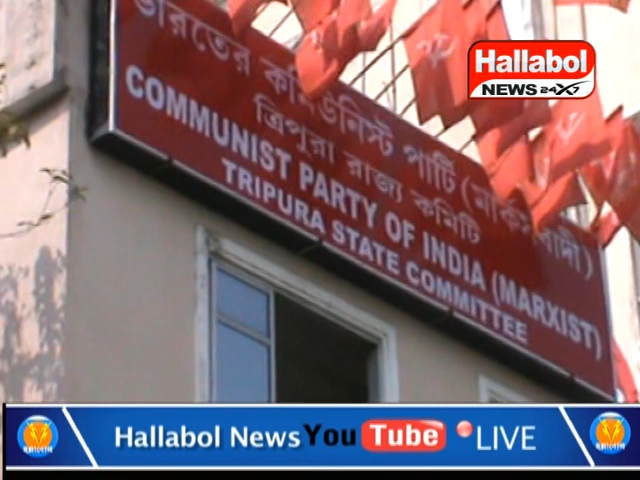 ভারতের কমিউনিস্ট পার্টি (মার্কসবাদী)
ত্রিপুরা রাজ্য কমিটি
COMMUNIST PARTY OF INDIA (MARXIST)
TRIPURA STATE COMMITTEE
Hallabol
NEWS 24X7
Hallabol News YouTube LIVE